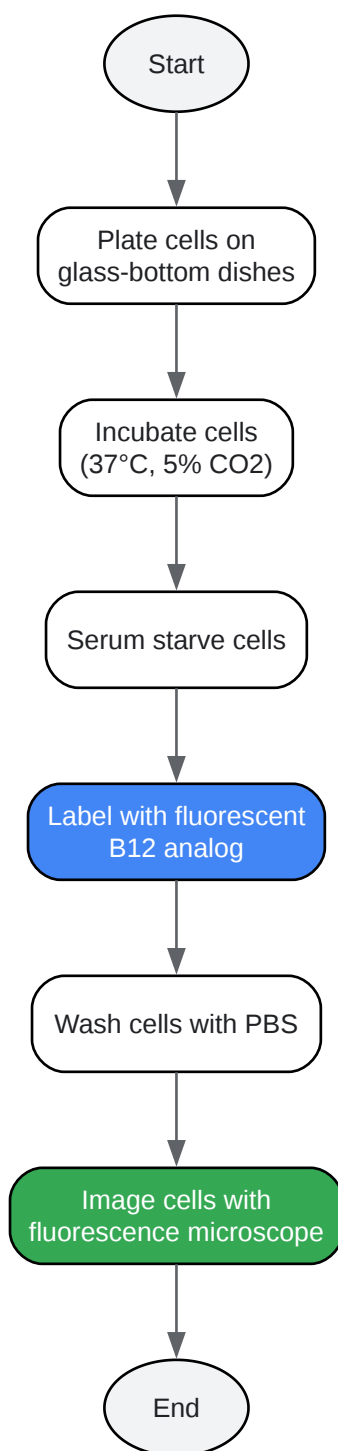 Start
Plate cells on
glass-bottom dishes
Incubate cells
(37°C, 5% CO2)
Serum starve cells
Label with fluorescent
B12 analog
Wash cells with PBS
Image cells with
fluorescence microscope
End